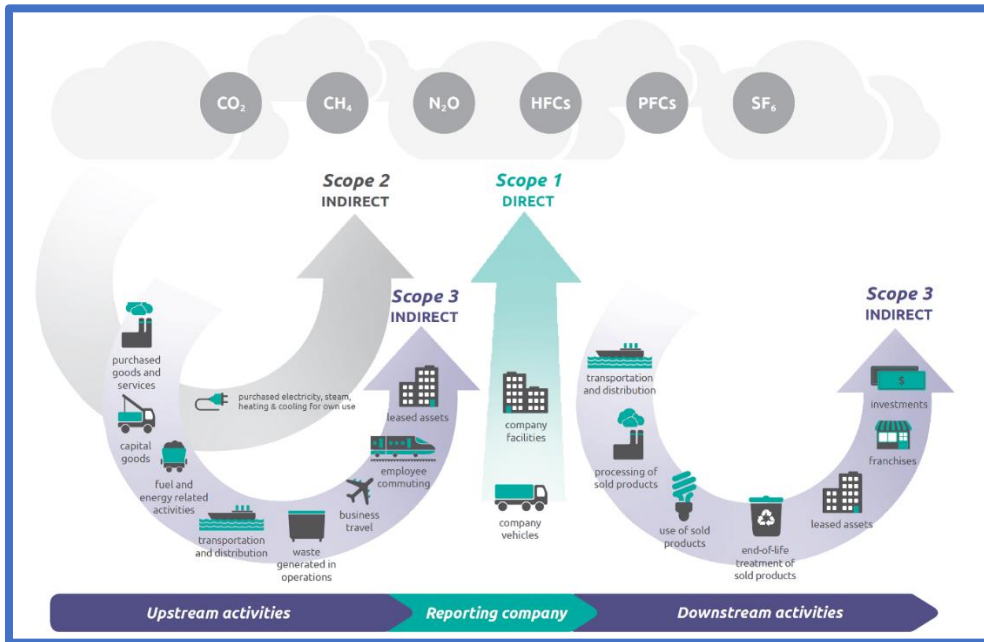 CO₂
CH₄
N₂O
HFCs
PFCs
SF₆
Scope 2
INDIRECT
Scope 1
DIRECT
Scope 3
INDIRECT
Scope 3
INDIRECT
purchased
goods and
services
capital
goods
fuel and
energy related
activities
purchased electricity, steam,
heating & cooling for own use
transportation
and distribution
waste
generated in
operations
business
travel
employee
commuting
leased assets
company
facilities
company
vehicles
transportation
and distribution
processing of
sold products
use of sold
products
end-of-life
treatment of
sold products
leased assets
franchises
$
investments
Upstream activities
Reporting company
Downstream activities